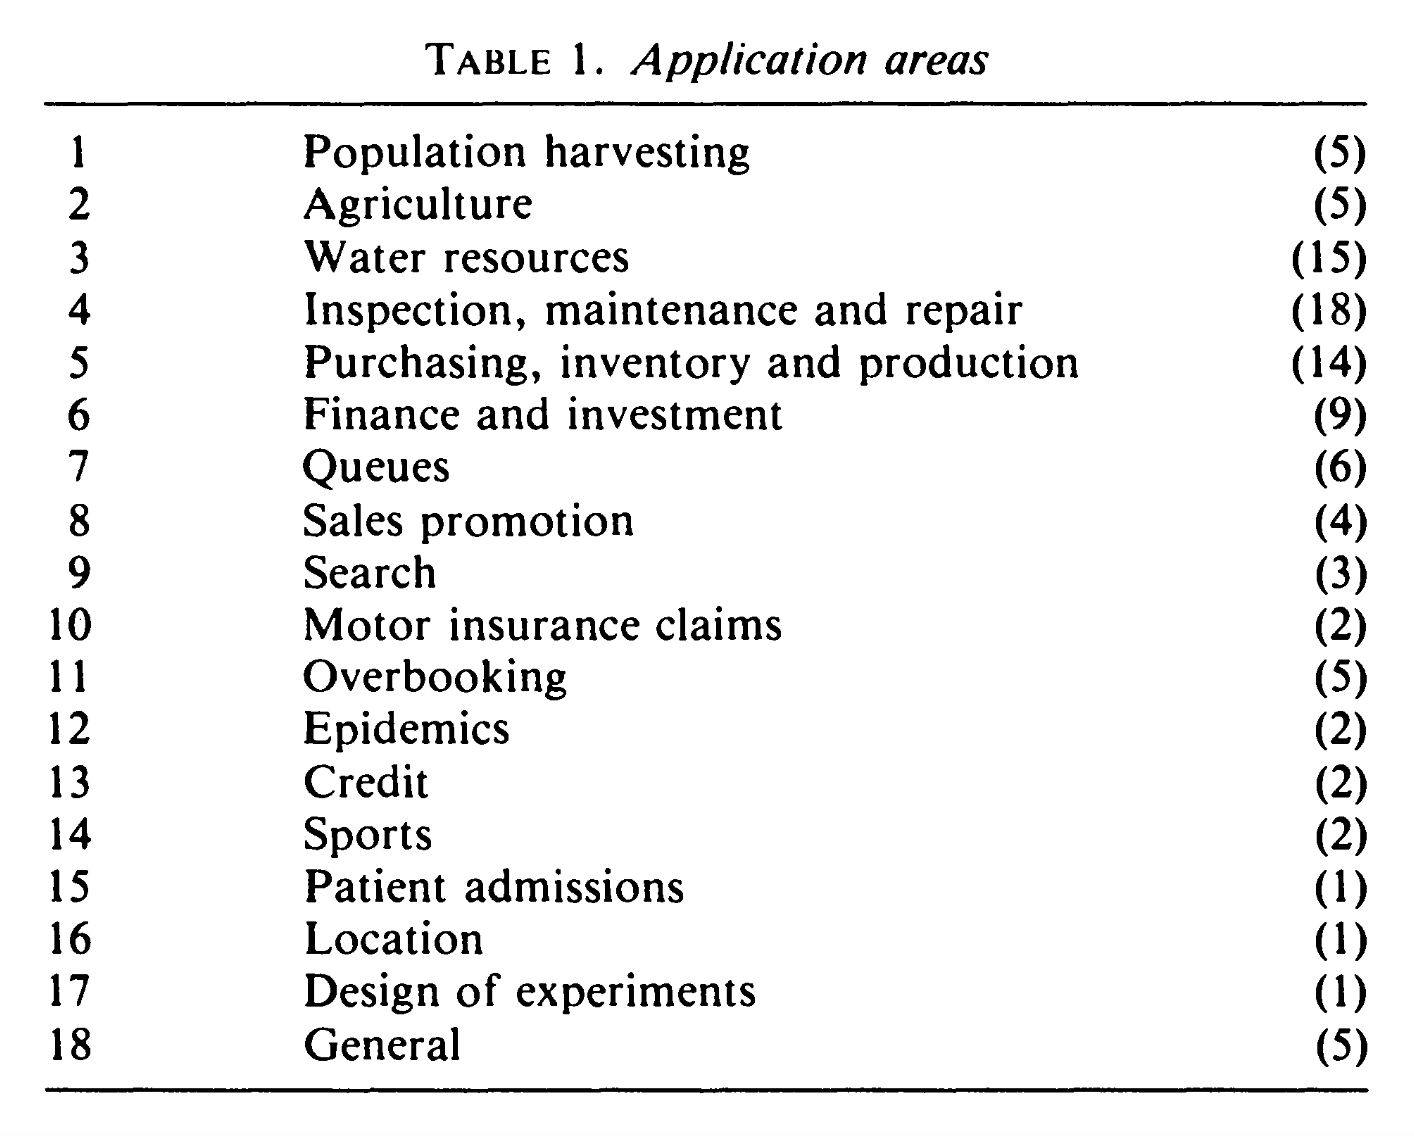 TABLE 1. Application areas
1 Population harvesting (5)
2 Agriculture (5)
3 Water resources (15)
4 Inspection, maintenance and repair (18)
5 Purchasing, inventory and production (14)
6 Finance and investment (9)
7 Queues (6)
8 Sales promotion (4)
9 Search (3)
10 Motor insurance claims (2)
11 Overbooking (5)
12 Epidemics (2)
13 Credit (2)
14 Sports (2)
15 Patient admissions (1)
16 Location (1)
17 Design of experiments (1)
18 General (5)